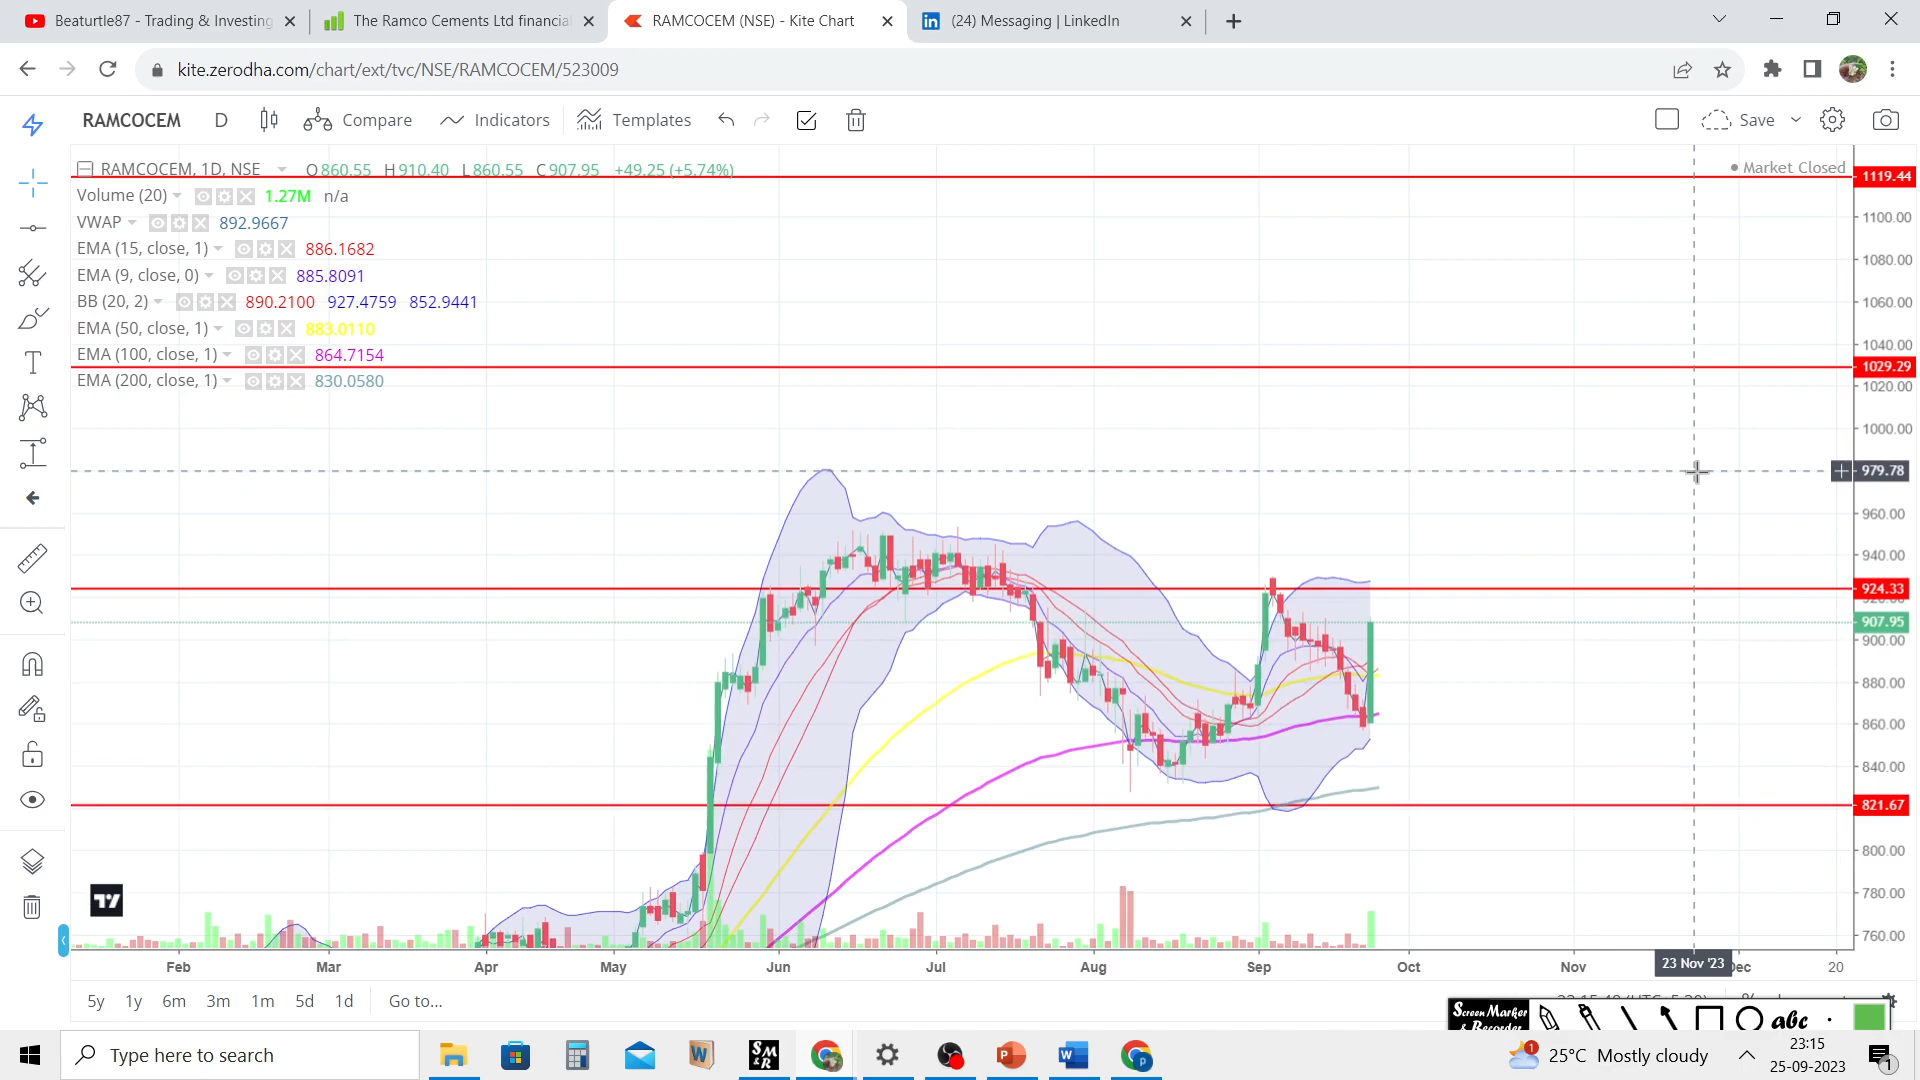 Beaturtle87 - Trading & Investing
The Ramco Cements Ltd financia
RAMCOCEM (NSE) - Kite Chart
(24) Messaging | LinkedIn
kite.zerodha.com/chart/ext/tvc/NSE/RAMCOCEM/523009
RAMCOCEM D Compare Indicators Templates Save
RAMCOCEM, 1D, NSE O860.55 H910.40 L860.55 C907.95 +49.25 (+5.74%)
Market Closed
Volume (20) 1.27M n/a
VWAP 892.9667
EMA (15, close, 1) 886.1682
EMA (9, close, 0) 885.8091
BB (20, 2) 890.2100 927.4759 852.9441
EMA (50, close, 1) 883.0110
EMA (100, close, 1) 864.7154
EMA (200, close, 1) 830.0580
1119.44
1100.00
1080.00
1060.00
1040.00
1029.29
1020.00
1000.00
979.78
960.00
940.00
924.33
907.95
900.00
880.00
860.00
840.00
821.67
800.00
780.00
760.00
Feb Mar Apr May Jun Jul Aug Sep Oct Nov 23 Nov '23 Dec 20
5y 1y 6m 3m 1m 5d 1d Go to...
Screen Marker
& Recorder
abc
Type here to search
25°C Mostly cloudy
23:15
25-09-2023